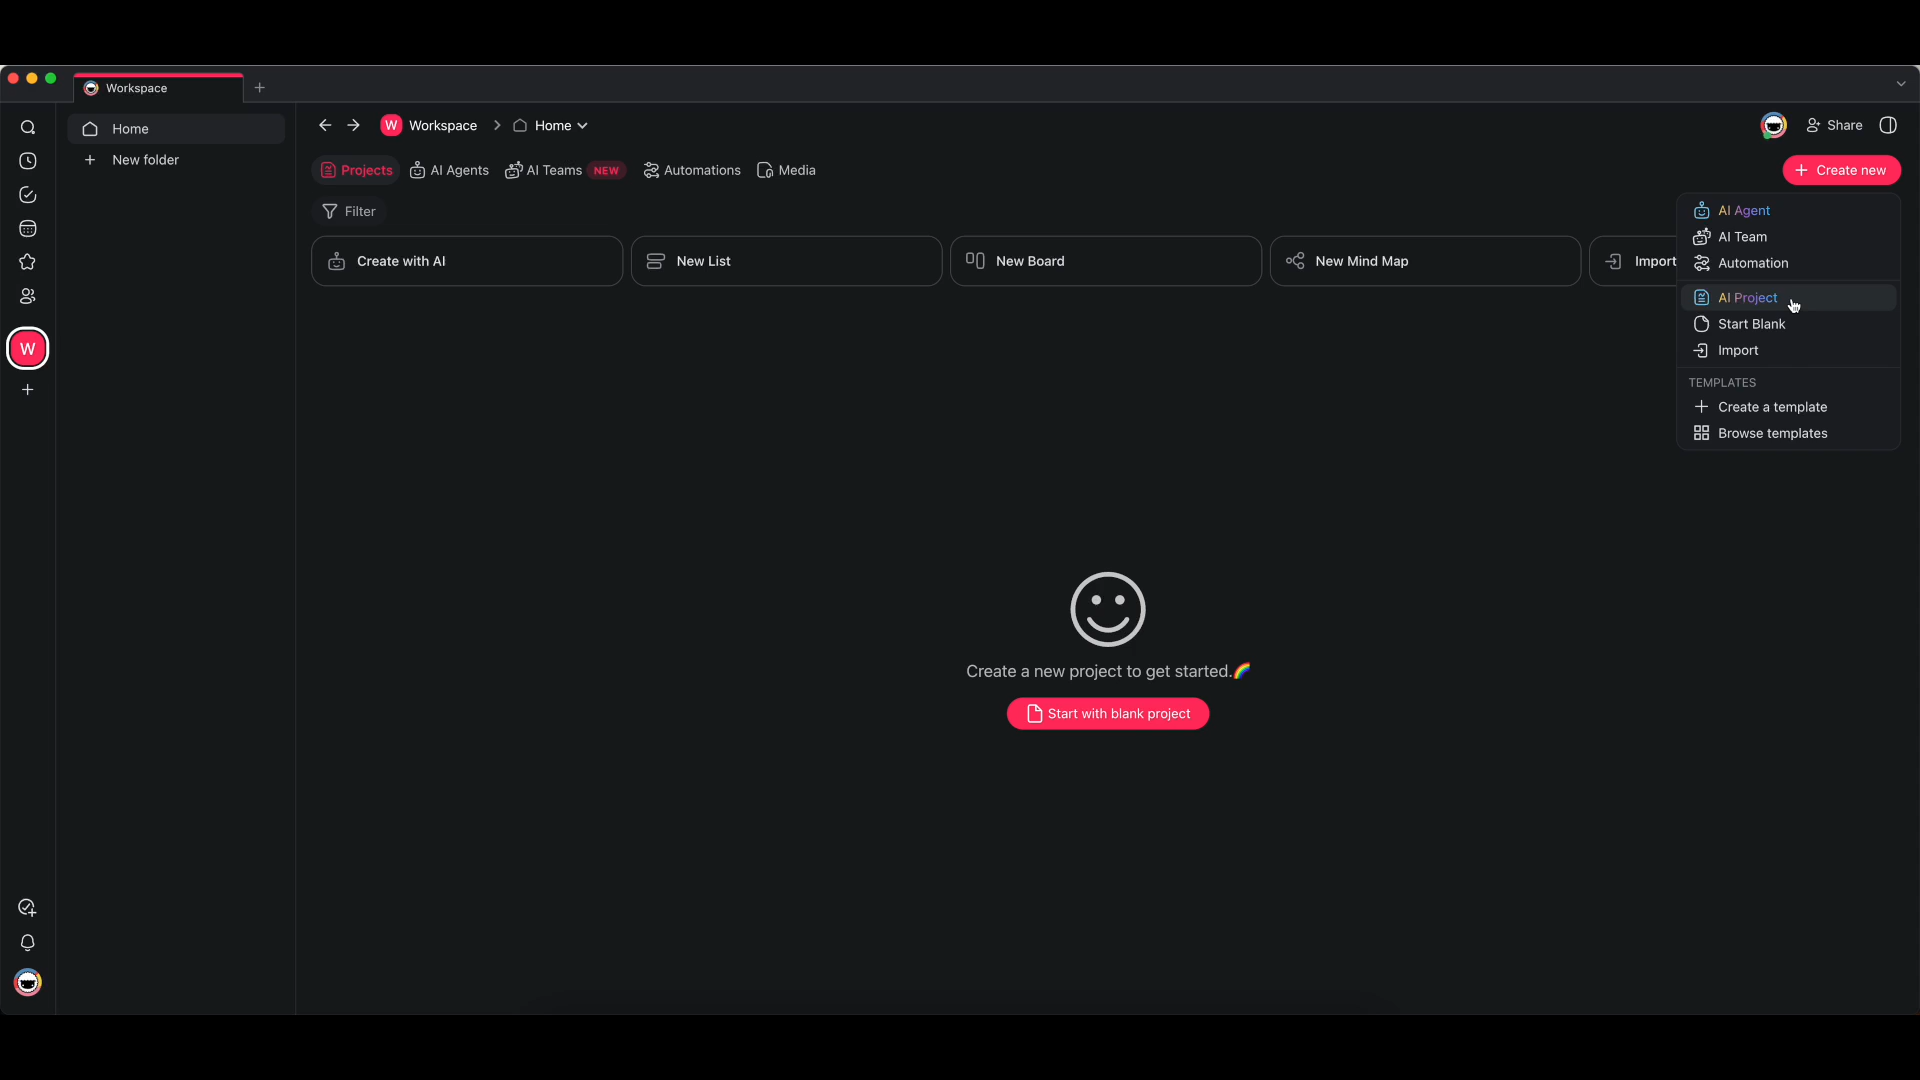 Workspace
Home
New folder
W Workspace > Home
Share
Projects AI Agents AI Teams NEW Automations Media
Create new
Filter
Create with AI
New List
New Board
New Mind Map
Import
AI Agent
AI Team
Automation
AI Project
Start Blank
Import
TEMPLATES
Create a template
Browse templates
W
Create a new project to get started.🌈
Start with blank project